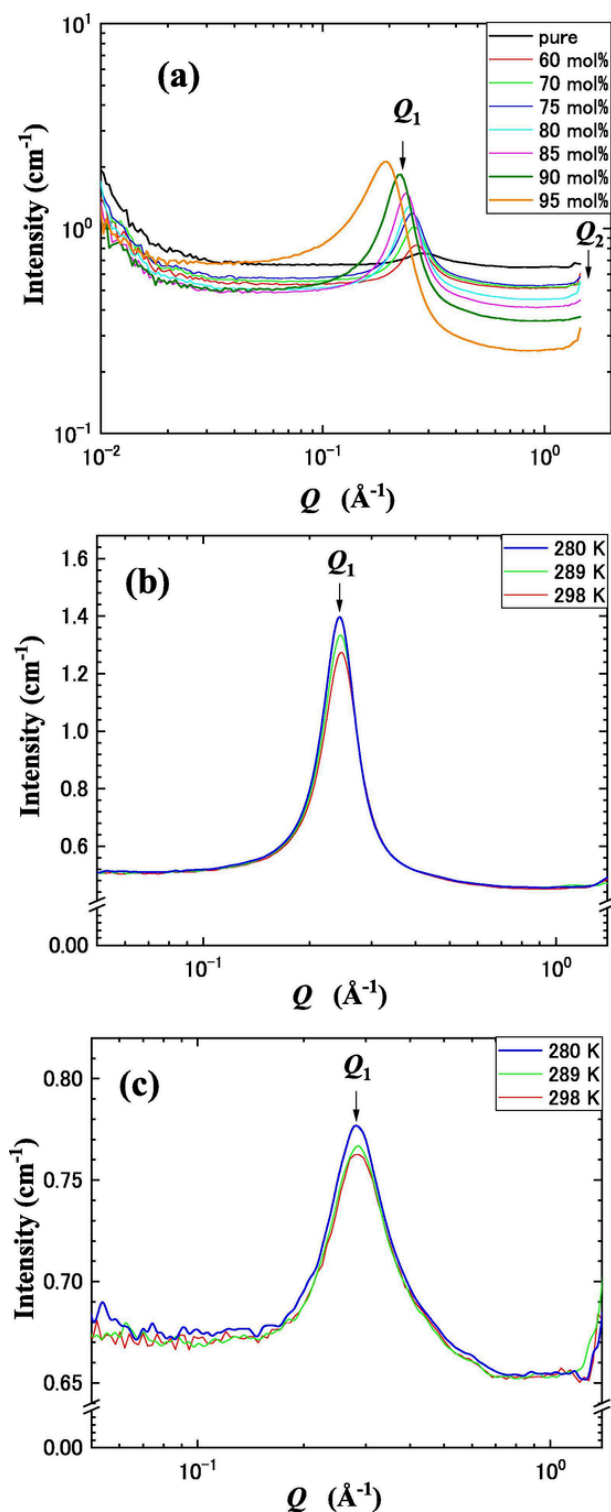 10¹
(a)
pure
60 mol%
70 mol%
75 mol%
80 mol%
85 mol%
90 mol%
95 mol%
Q₁
Q₂
Intensity (cm⁻¹)
10⁰
10⁻¹
10⁻² 10⁻¹ 10⁰
Q (Å⁻¹)
(b)
Q₁
280 K
289 K
298 K
Intensity (cm⁻¹)
1.6
1.4
1.2
1.0
0.8
0.6
0.00
10⁻¹ 10⁰
Q (Å⁻¹)
(c)
Q₁
280 K
289 K
298 K
Intensity (cm⁻¹)
0.80
0.75
0.70
0.65
0.00
10⁻¹ 10⁰
Q (Å⁻¹)